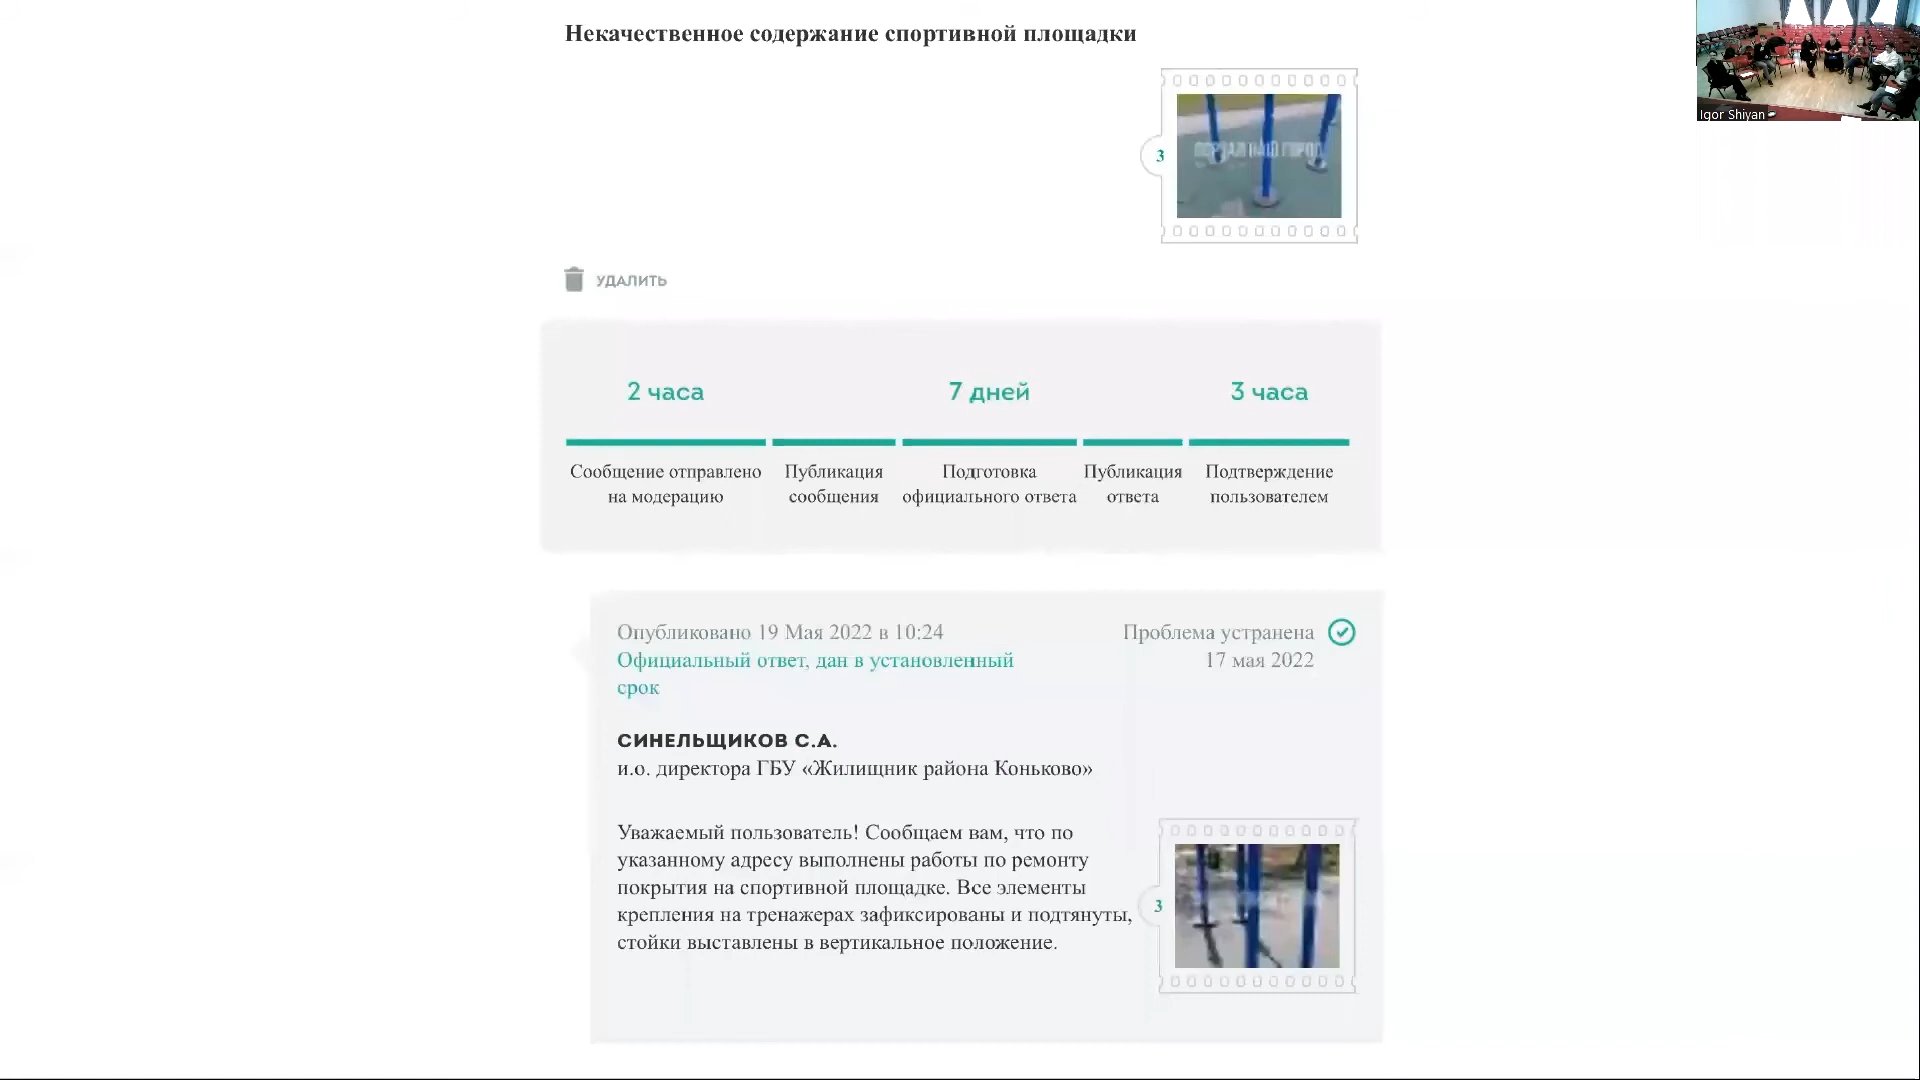 Некачественное содержание спортивной площадки
Igor Shiyan
ПОРТАЛ НАШ ГОРОД
3
УДАЛИТЬ
2 часа
7 дней
3 часа
Сообщение отправлено
на модерацию
Публикация
сообщения
Подготовка
официального ответа
Публикация
ответа
Подтверждение
пользователем
Опубликовано 19 Мая 2022 в 10:24
Официальный ответ, дан в установленный
срок
Проблема устранена
17 мая 2022
СИНЕЛЬЩИКОВ С.А.
и.о. директора ГБУ «Жилищник района Коньково»
Уважаемый пользователь! Сообщаем вам, что по
указанному адресу выполнены работы по ремонту
покрытия на спортивной площадке. Все элементы
крепления на тренажерах зафиксированы и подтянуты,
стойки выставлены в вертикальное положение.
3